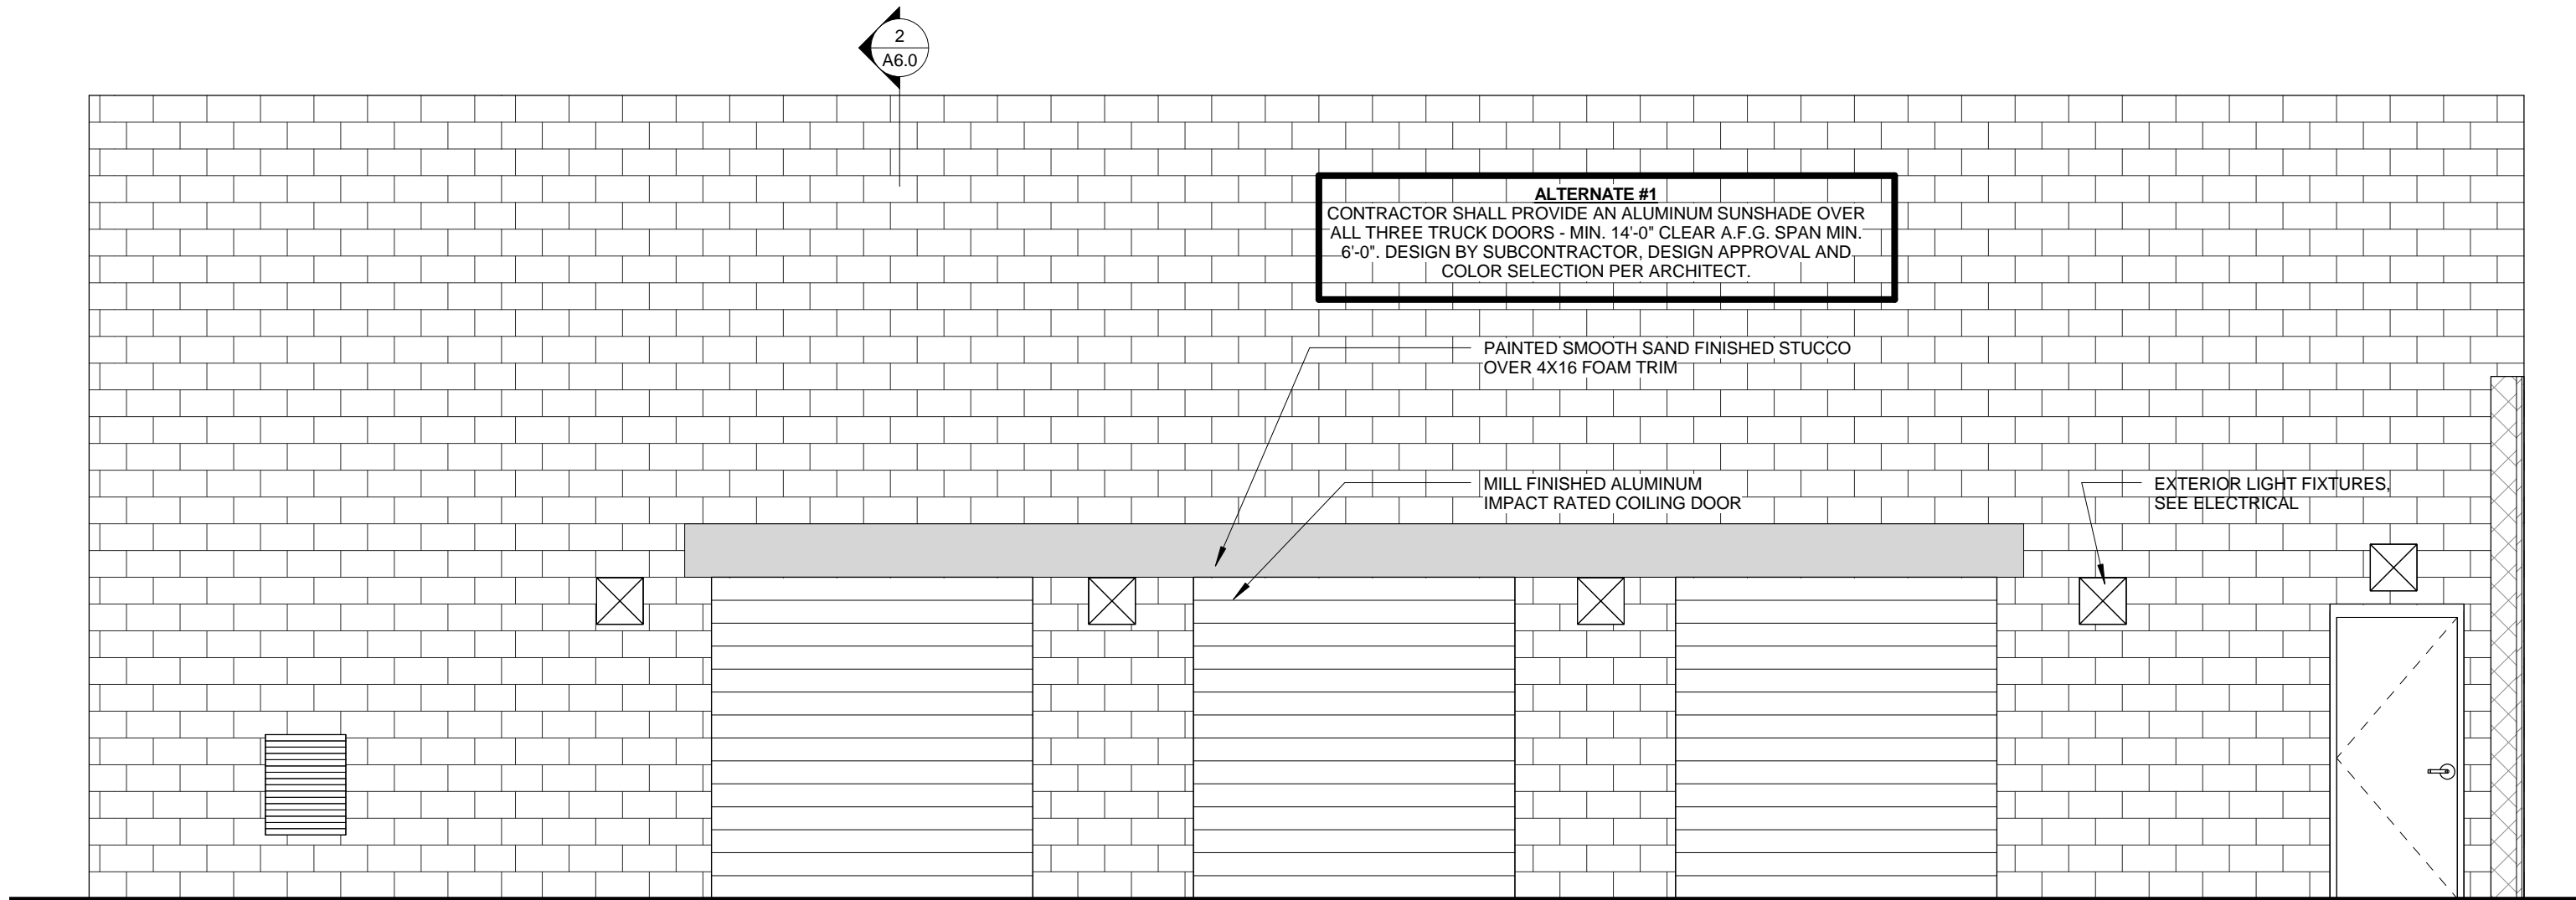 2
A6.0
ALTERNATE #1
CONTRACTOR SHALL PROVIDE AN ALUMINUM SUNSHADE OVER
ALL THREE TRUCK DOORS - MIN. 14'-0" CLEAR A.F.G. SPAN MIN.
6'-0". DESIGN BY SUBCONTRACTOR, DESIGN APPROVAL AND
COLOR SELECTION PER ARCHITECT.
PAINTED SMOOTH SAND FINISHED STUCCO
OVER 4X16 FOAM TRIM
MILL FINISHED ALUMINUM
IMPACT RATED COILING DOOR
EXTERIOR LIGHT FIXTURES,
SEE ELECTRICAL